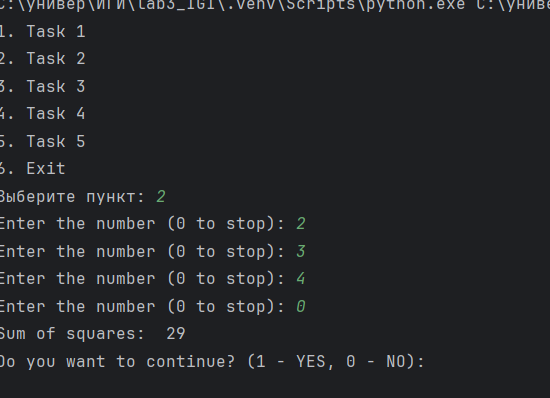 C:\универ\ИГИ\lab3_IGI\.venv\Scripts\python.exe C:\униве
1. Task 1
2. Task 2
3. Task 3
4. Task 4
5. Task 5
6. Exit
Выберите пункт: 2
Enter the number (0 to stop): 2
Enter the number (0 to stop): 3
Enter the number (0 to stop): 4
Enter the number (0 to stop): 0
Sum of squares:  29
Do you want to continue? (1 - YES, 0 - NO):